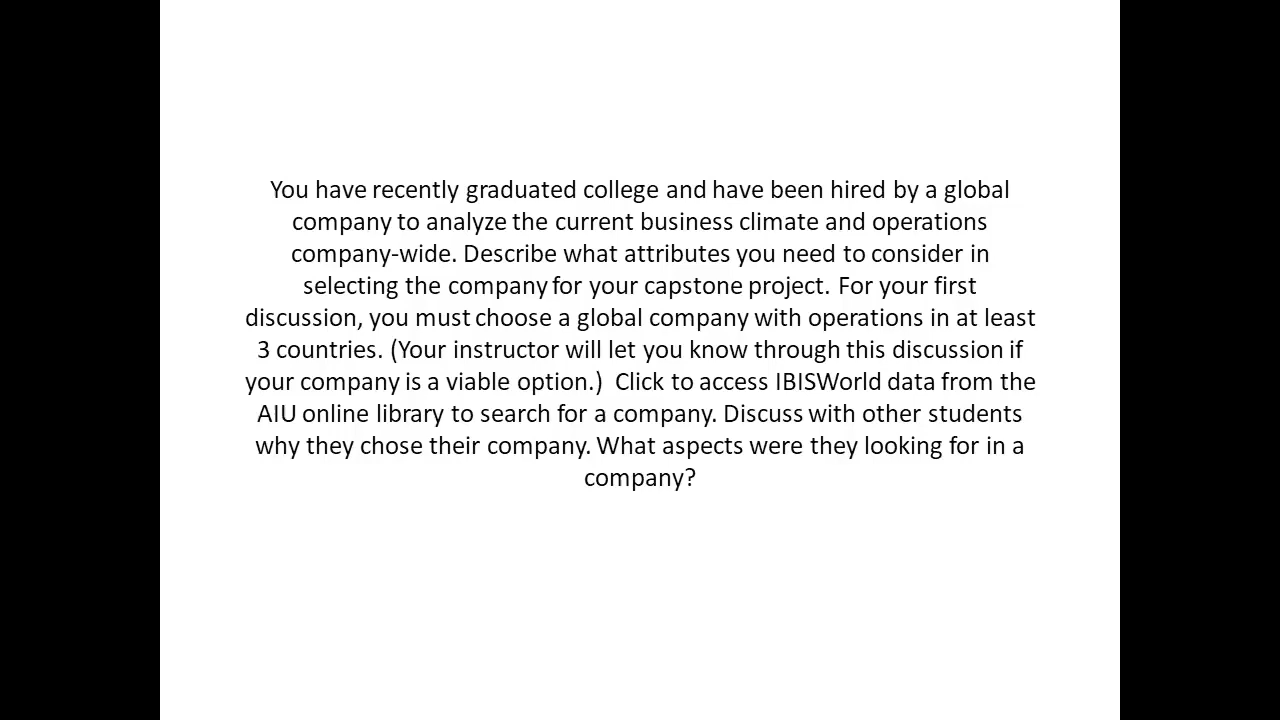 You have recently graduated college and have been hired by a global
company to analyze the current business climate and operations
company-wide. Describe what attributes you need to consider in
selecting the company for your capstone project. For your first
discussion, you must choose a global company with operations in at least
3 countries. (Your instructor will let you know through this discussion if
your company is a viable option.)  Click to access IBISWorld data from the
AIU online library to search for a company. Discuss with other students
why they chose their company. What aspects were they looking for in a
company?